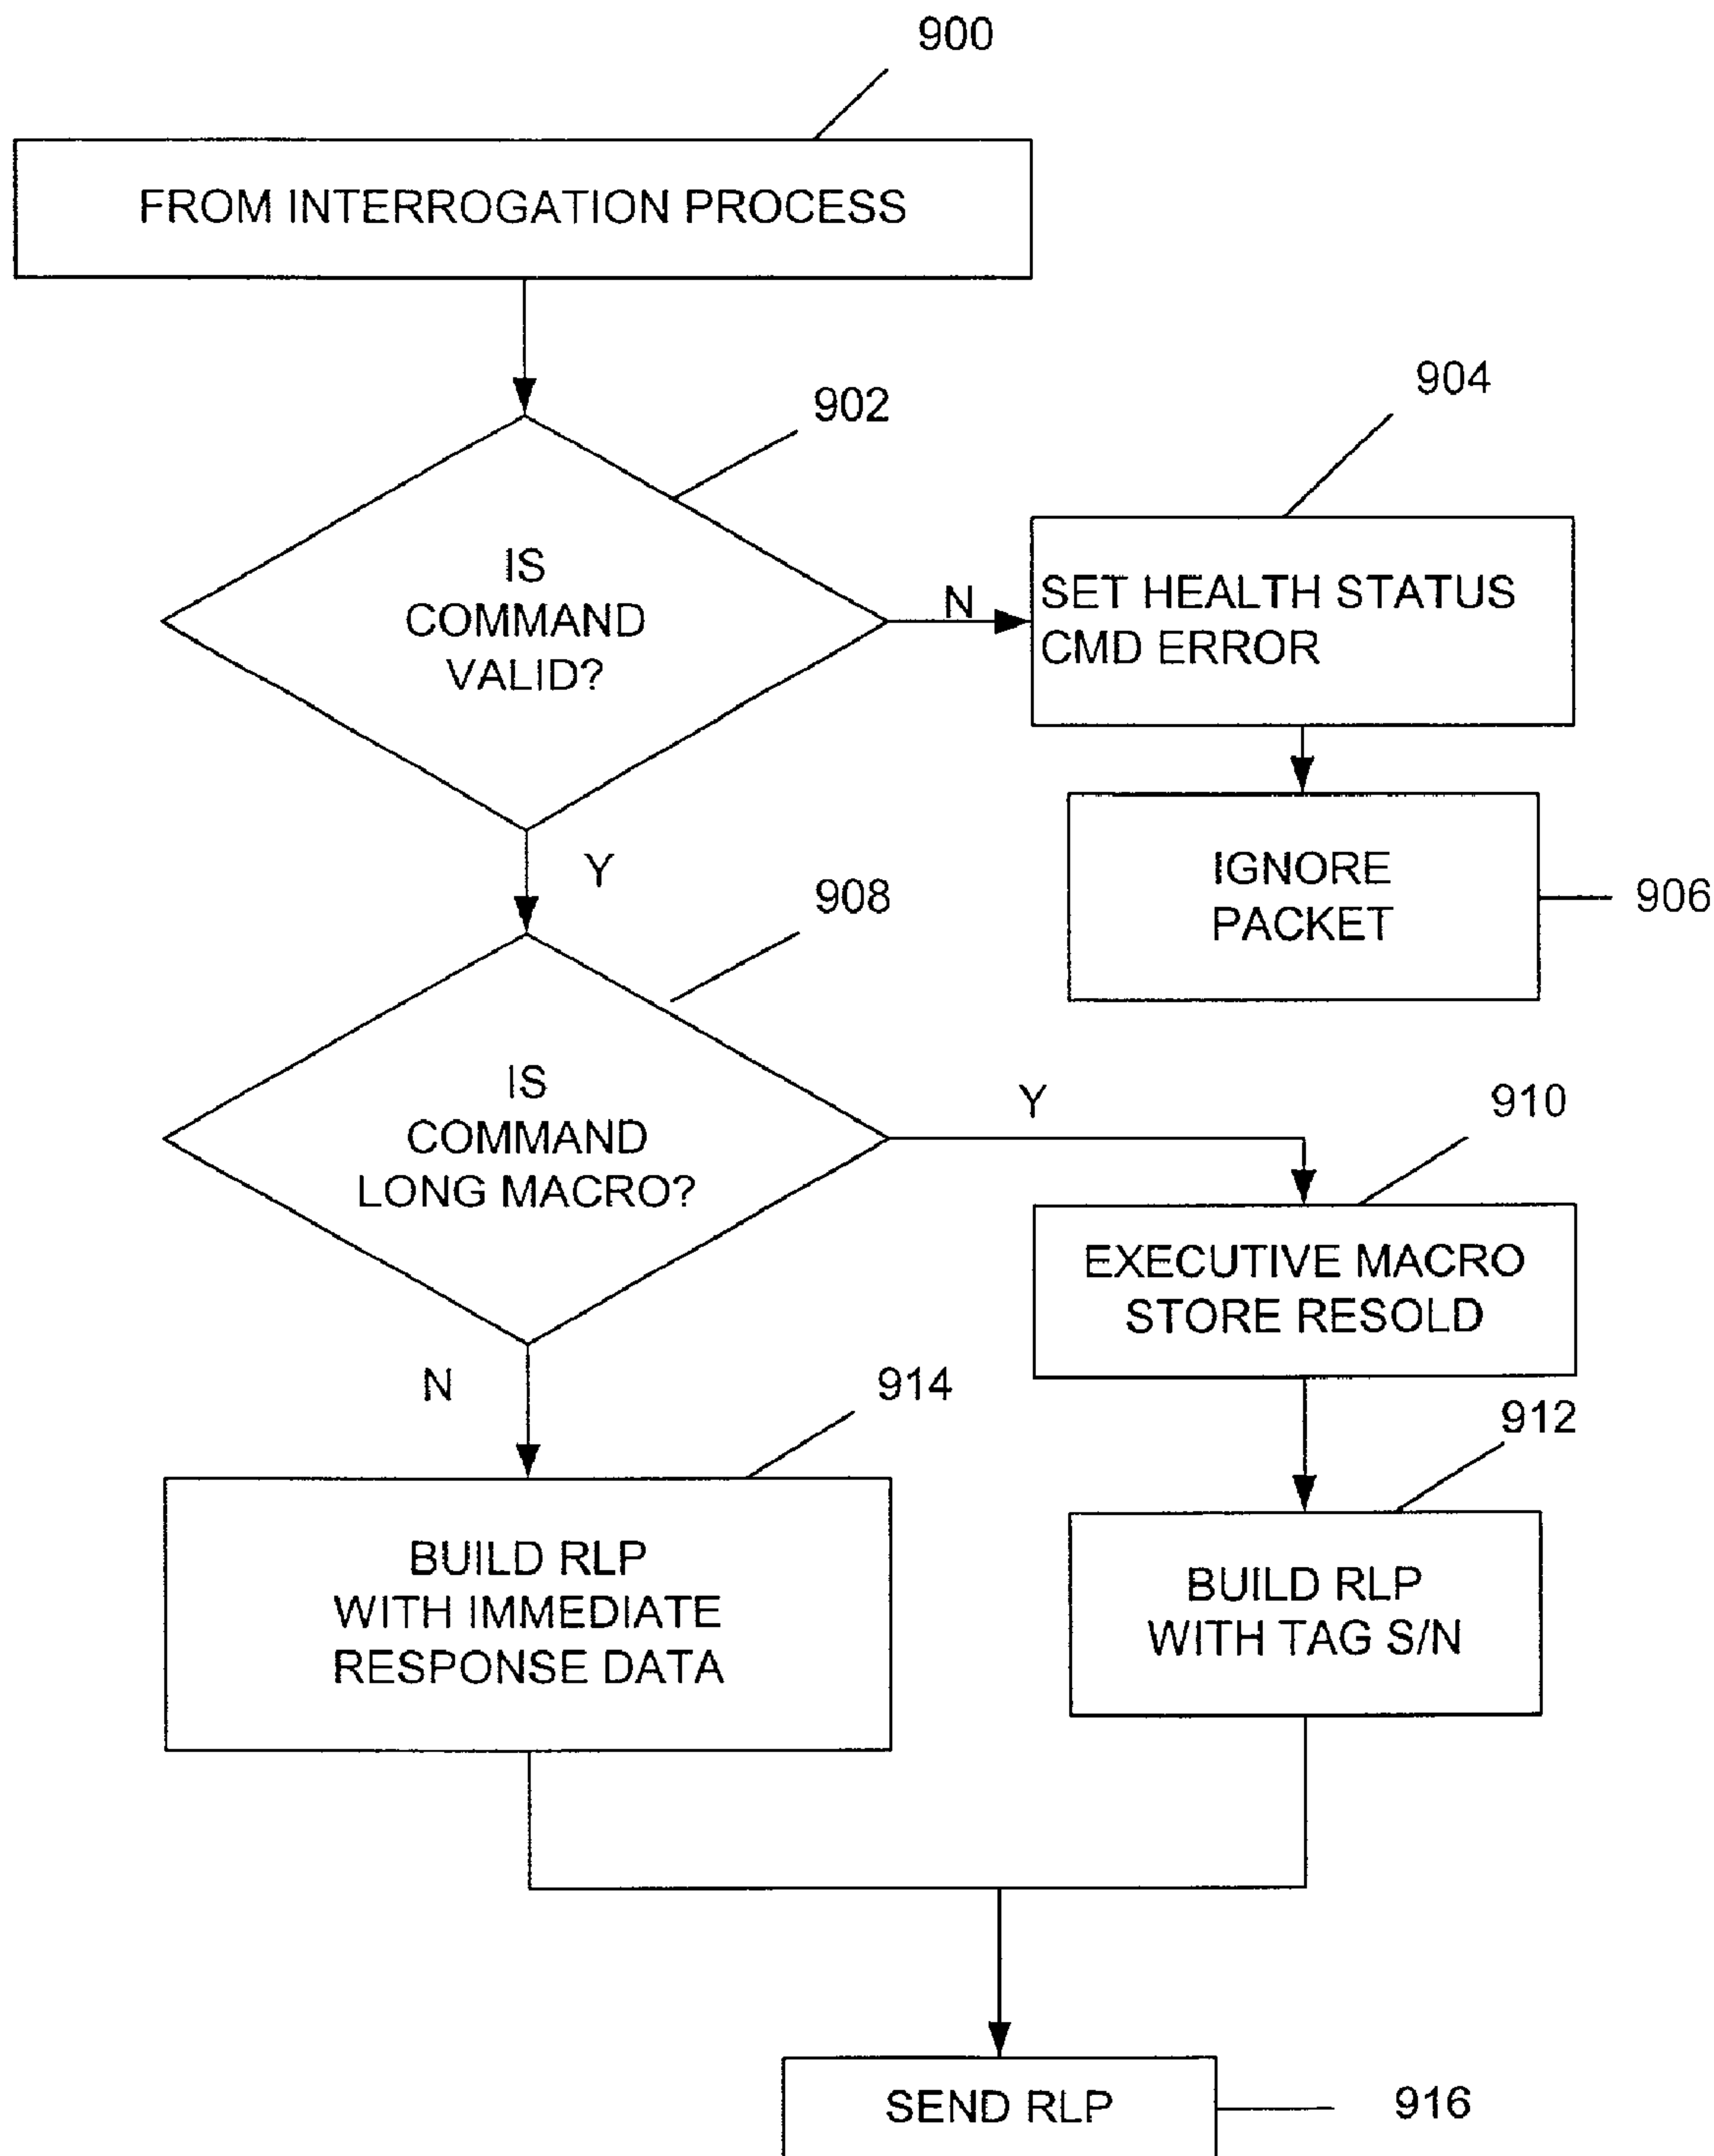 900
FROM INTERROGATION PROCESS
902
904
IS
COMMAND
VALID?
N
SET HEALTH STATUS
CMD ERROR
Y
IGNORE
PACKET
906
908
IS
COMMAND
LONG MACRO?
Y
910
EXECUTIVE MACRO
STORE RESOLD
N
914
912
BUILD RLP
WITH IMMEDIATE
RESPONSE DATA
BUILD RLP
WITH TAG S/N
SEND RLP
916